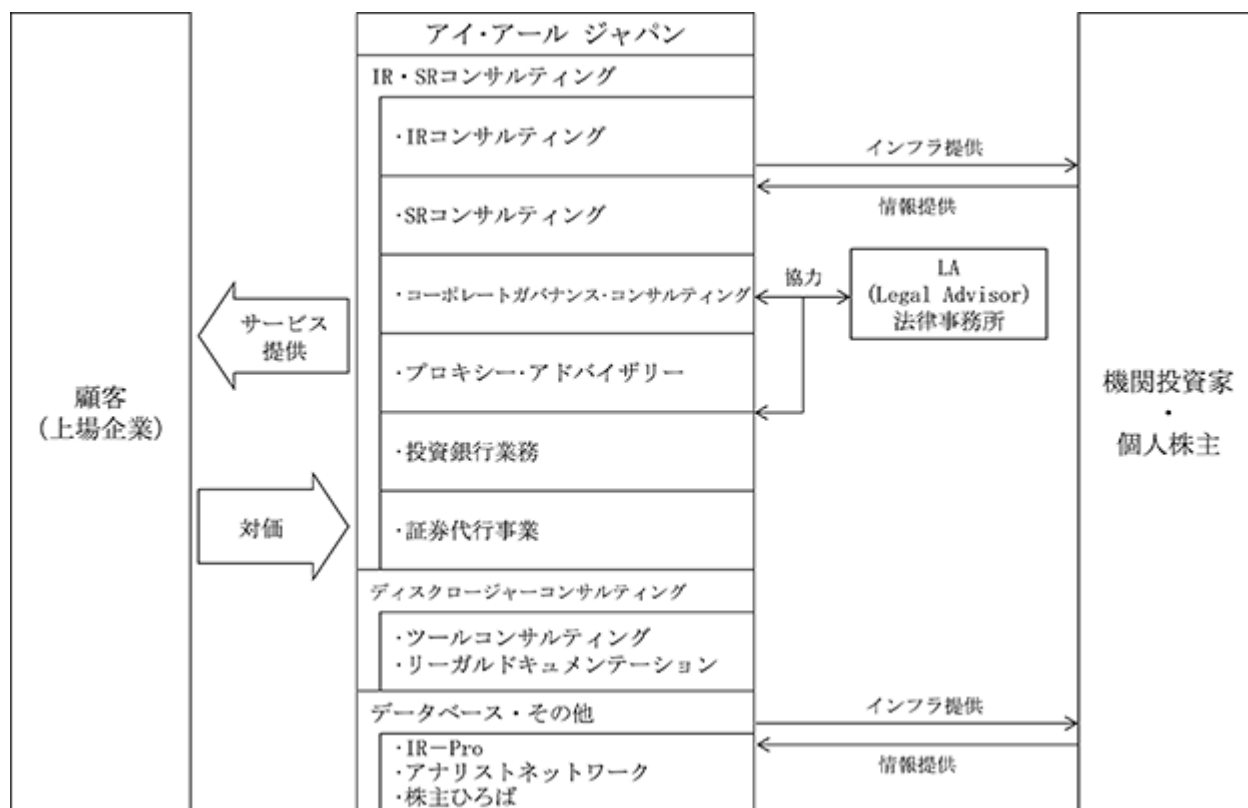 アイ・アール ジャパン
IR・SRコンサルティング
・IRコンサルティング
・SRコンサルティング
・コーポレートガバナンス・コンサルティング
・プロキシー・アドバイザリー
・投資銀行業務
・証券代行事業
ディスクロージャーコンサルティング
・ツールコンサルティング
・リーガルドキュメンテーション
データベース・その他
・IR－Pro
・アナリストネットワーク
・株主ひろば
顧客
(上場企業)
サービス
提供
対価
インフラ提供
情報提供
協力
LA
(Legal Advisor)
法律事務所
機関投資家
・
個人株主
インフラ提供
情報提供